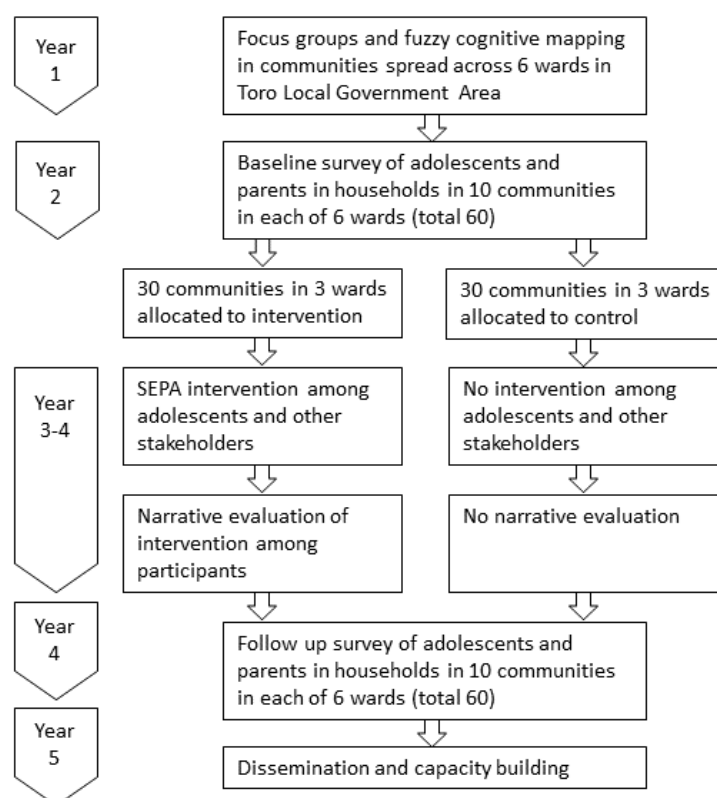 Year
1
Focus groups and fuzzy cognitive mapping
in communities spread across 6 wards in
Toro Local Government Area
Year
2
Baseline survey of adolescents and
parents in households in 10 communities
in each of 6 wards (total 60)
30 communities in 3 wards
allocated to intervention
30 communities in 3 wards
allocated to control
Year
3-4
SEPA intervention among
adolescents and other
stakeholders
No intervention among
adolescents and other
stakeholders
Narrative evaluation of
intervention among
participants
No narrative evaluation
Year
4
Follow up survey of adolescents and
parents in households in 10 communities
in each of 6 wards (total 60)
Year
5
Dissemination and capacity building